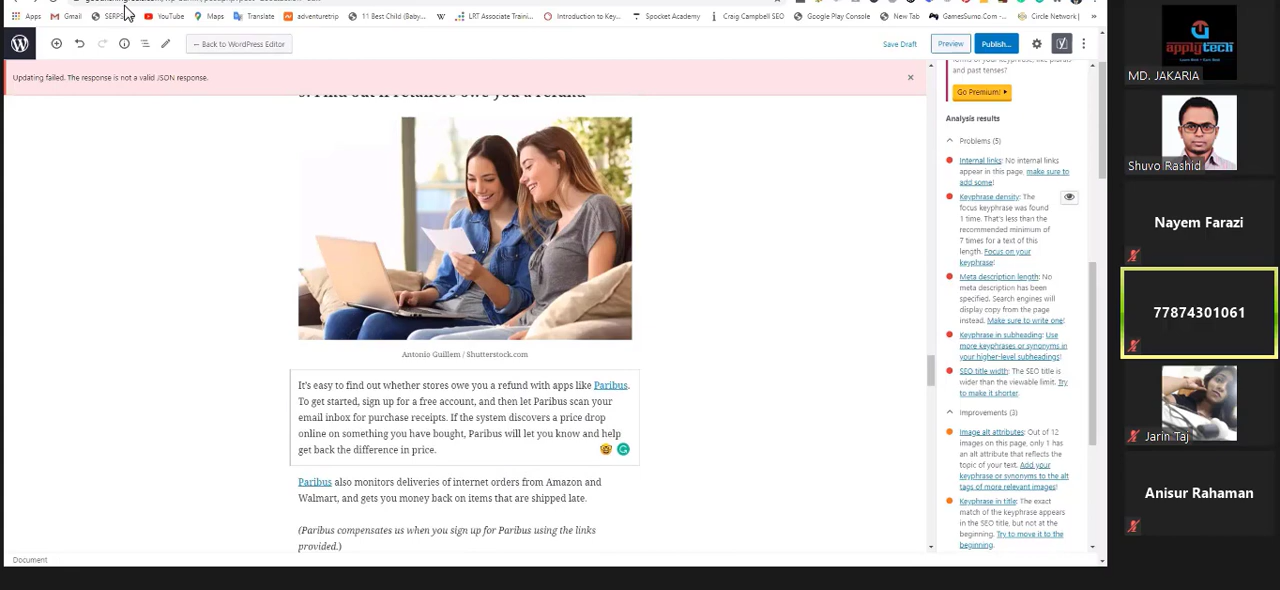 Apps
Gmail
SERPS
YouTube
Maps
Translate
adventuretrip
11 Best Child (Baby...
LRT Associate Traini...
Introduction to Key...
Spocket Academy
Craig Campbell SEO
Google Play Console
New Tab
GamesSumo.com -...
Circle Network |
← Back to WordPress Editor
Save Draft
Preview
Publish...
Updating failed. The response is not a valid JSON response.
Antonio Guillem / Shutterstock.com
It's easy to find out whether stores owe you a refund with apps like Paribus.
To get started, sign up for a free account, and then let Paribus scan your
email inbox for purchase receipts. If the system discovers a price drop
online on something you have bought, Paribus will let you know and help
get back the difference in price.
Paribus also monitors deliveries of internet orders from Amazon and
Walmart, and gets you money back on items that are shipped late.
(Paribus compensates us when you sign up for Paribus using the links
provided.)
Document
and past tenses?
Go Premium!
Analysis results
Problems (5)
Internal links: No internal links
appear in this page, make sure to
add some!
Keyphrase density: The
focus keyphrase was found
1 time. That's less than the
recommended minimum of
7 times for a text of this
length. Focus on your
keyphrase!
Meta description length: No
meta description has been
specified. Search engines will
display copy from the page
instead. Make sure to write one!
Keyphrase in subheading: Use
more keyphrases or synonyms in
your higher-level subheadings!
SEO title width: The SEO title is
wider than the viewable limit. Try
to make it shorter.
Improvements (3)
Image alt attributes: Out of 12
images on this page, only 1 has
an alt attribute that reflects the
topic of your text. Add your
keyphrase or synonyms to the alt
tags of more relevant images!
Keyphrase in title: The exact
match of the keyphrase appears
in the SEO title, but not at the
beginning. Try to move it to the
beginning.
applytech
MD. JAKARIA
Shuvo Rashid
Nayem Farazi
77874301061
Jarin Taj
Anisur Rahaman